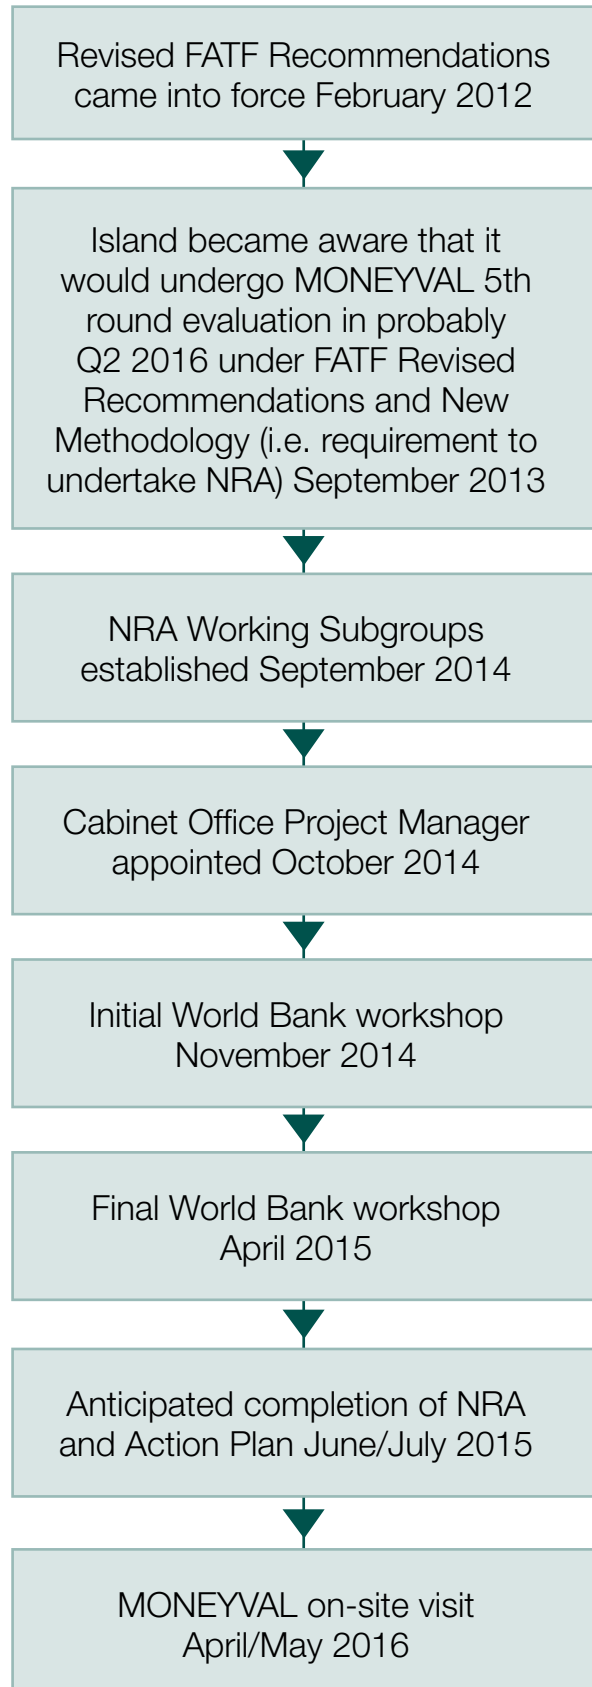 Revised FATF Recommendations
came into force February 2012
Island became aware that it
would undergo MONEYVAL 5th
round evaluation in probably
Q2 2016 under FATF Revised
Recommendations and New
Methodology (i.e. requirement to
undertake NRA) September 2013
NRA Working Subgroups
established September 2014
Cabinet Office Project Manager
appointed October 2014
Initial World Bank workshop
November 2014
Final World Bank workshop
April 2015
Anticipated completion of NRA
and Action Plan June/July 2015
MONEYVAL on-site visit
April/May 2016